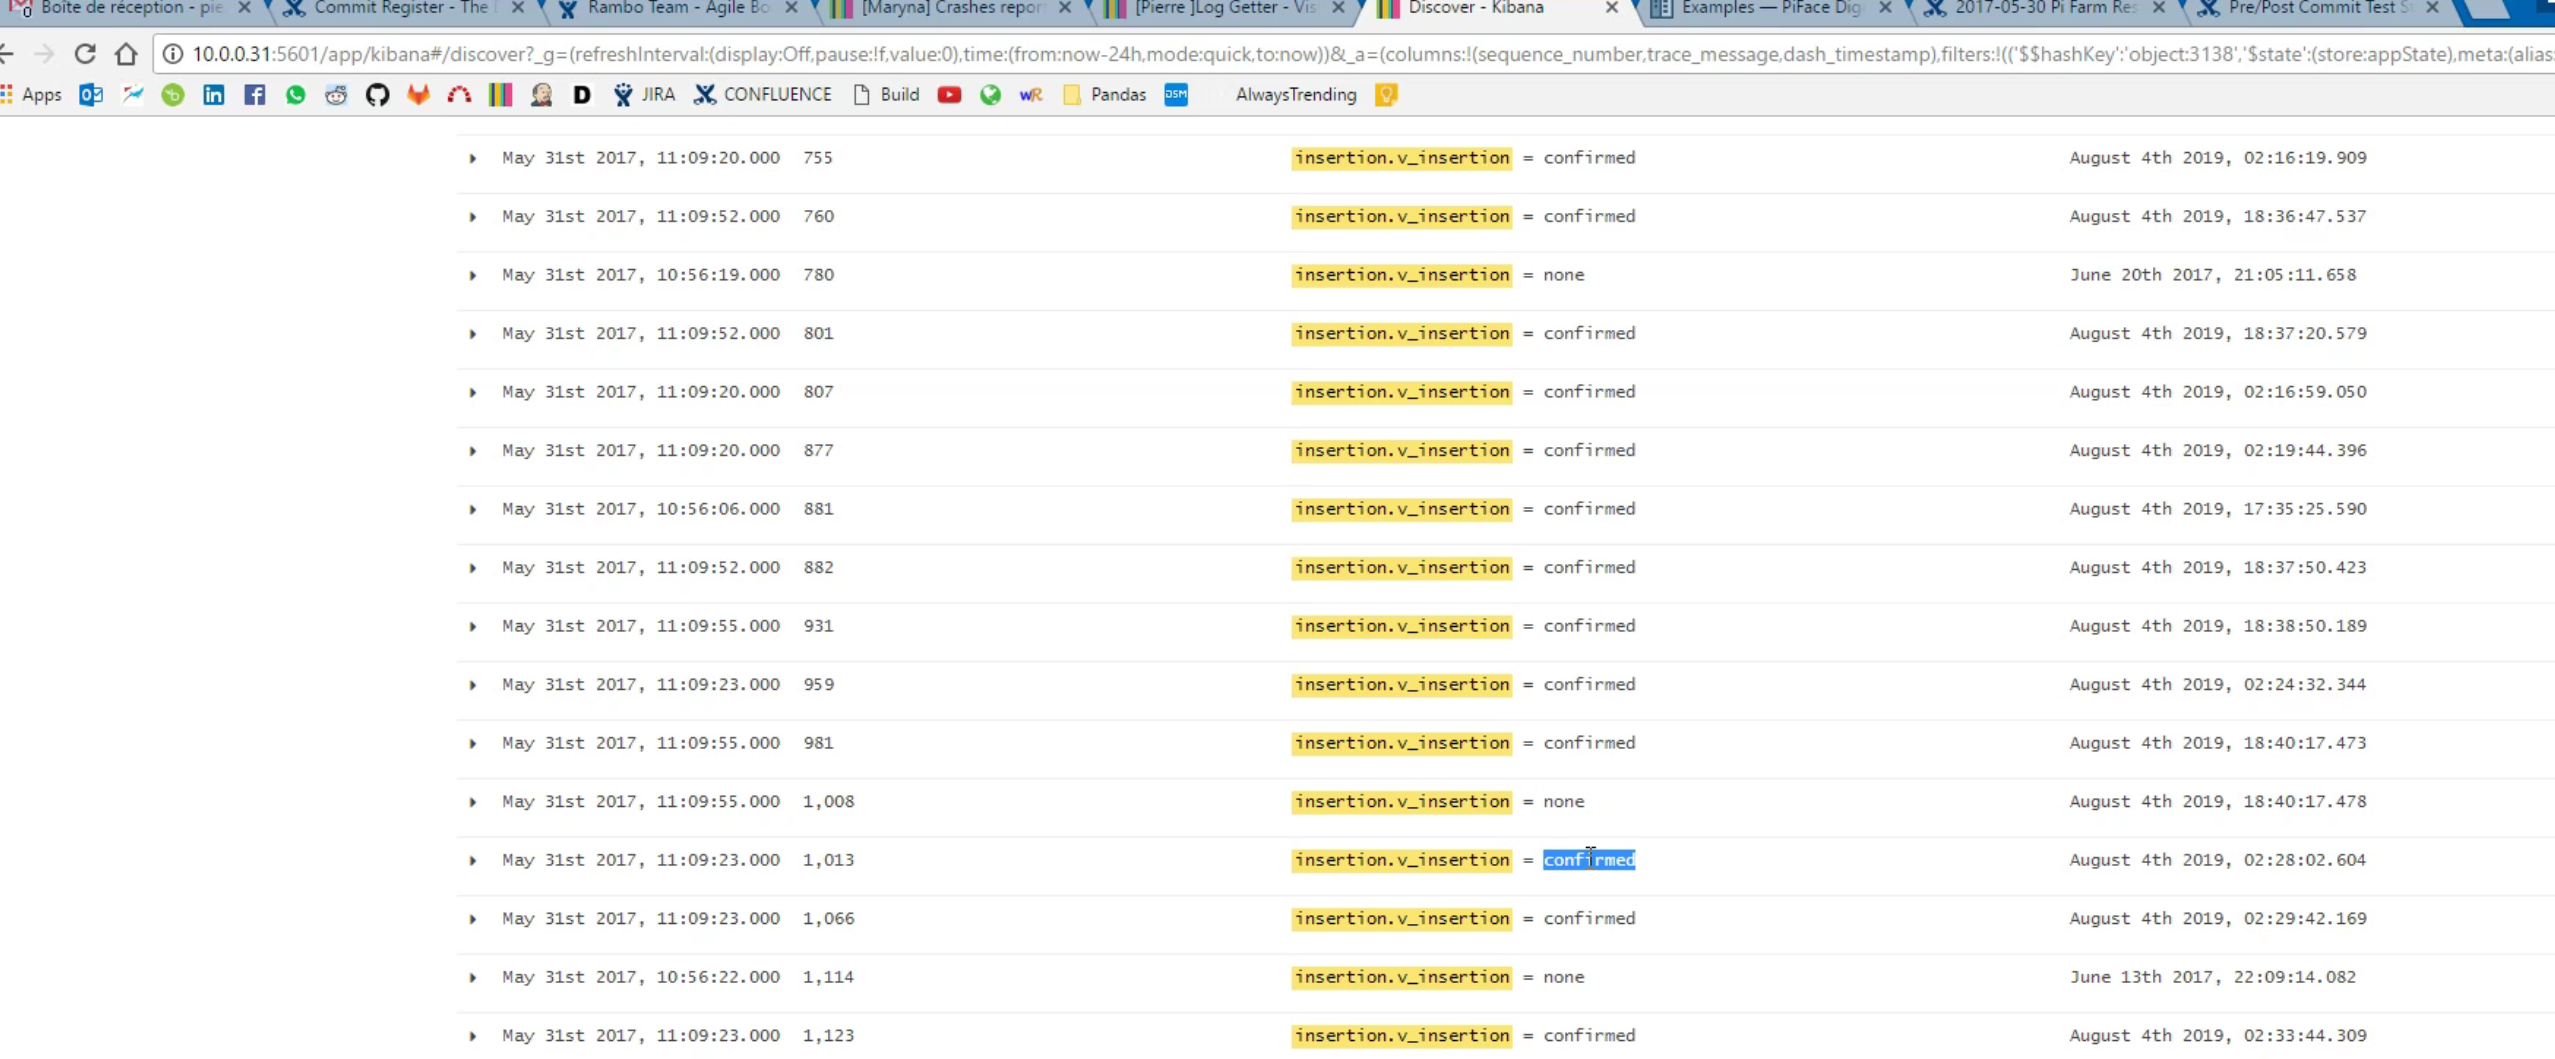 Boîte de réception - pie
Commit Register - The
Rambo Team - Agile Bo
[Maryna] Crashes repor
[Pierre ]Log Getter - Vis
Discover - Kibana
Examples — PiFace Dig
2017-05-30 Pi Farm Res
Pre/Post Commit Test S
10.0.0.31:5601/app/kibana#/discover?_g=(refreshInterval:(display:Off,pause:!f,value:0),time:(from:now-24h,mode:quick,to:now))&_a=(columns:!(sequence_number,trace_message,dash_timestamp),filters:!(('$$hashKey':'object:3138','$state':(store:appState),meta:(alias:
Apps in D JIRA CONFLUENCE Build wR Pandas DSM AlwaysTrending
May 31st 2017, 11:09:20.000 755 insertion.v_insertion = confirmed August 4th 2019, 02:16:19.909
May 31st 2017, 11:09:52.000 760 insertion.v_insertion = confirmed August 4th 2019, 18:36:47.537
May 31st 2017, 10:56:19.000 780 insertion.v_insertion = none June 20th 2017, 21:05:11.658
May 31st 2017, 11:09:52.000 801 insertion.v_insertion = confirmed August 4th 2019, 18:37:20.579
May 31st 2017, 11:09:20.000 807 insertion.v_insertion = confirmed August 4th 2019, 02:16:59.050
May 31st 2017, 11:09:20.000 877 insertion.v_insertion = confirmed August 4th 2019, 02:19:44.396
May 31st 2017, 10:56:06.000 881 insertion.v_insertion = confirmed August 4th 2019, 17:35:25.590
May 31st 2017, 11:09:52.000 882 insertion.v_insertion = confirmed August 4th 2019, 18:37:50.423
May 31st 2017, 11:09:55.000 931 insertion.v_insertion = confirmed August 4th 2019, 18:38:50.189
May 31st 2017, 11:09:23.000 959 insertion.v_insertion = confirmed August 4th 2019, 02:24:32.344
May 31st 2017, 11:09:55.000 981 insertion.v_insertion = confirmed August 4th 2019, 18:40:17.473
May 31st 2017, 11:09:55.000 1,008 insertion.v_insertion = none August 4th 2019, 18:40:17.478
May 31st 2017, 11:09:23.000 1,013 insertion.v_insertion = confirmed August 4th 2019, 02:28:02.604
May 31st 2017, 11:09:23.000 1,066 insertion.v_insertion = confirmed August 4th 2019, 02:29:42.169
May 31st 2017, 10:56:22.000 1,114 insertion.v_insertion = none June 13th 2017, 22:09:14.082
May 31st 2017, 11:09:23.000 1,123 insertion.v_insertion = confirmed August 4th 2019, 02:33:44.309